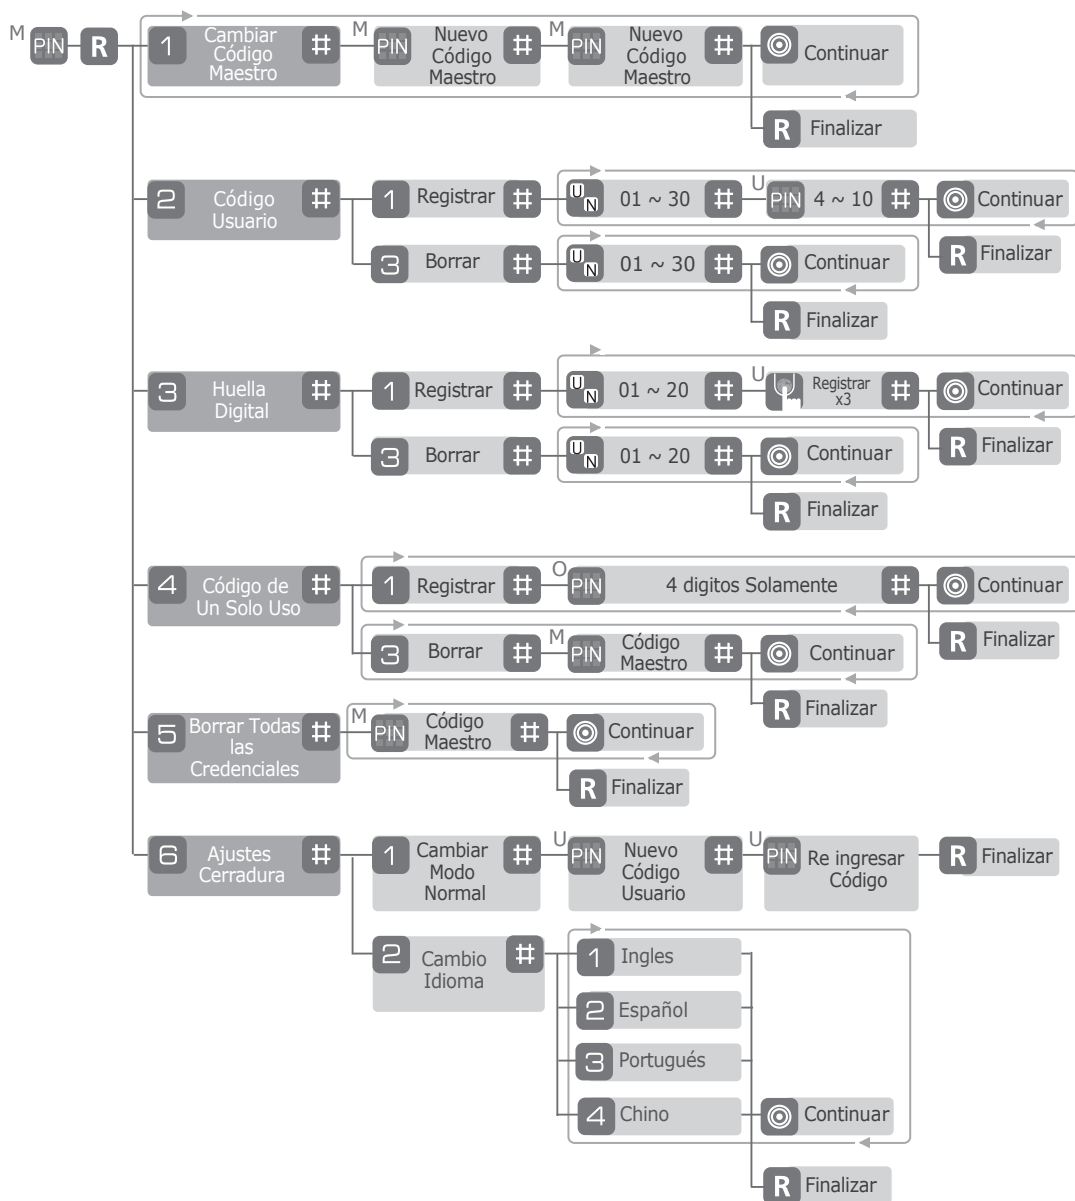 M PIN R 1 Cambiar Código Maestro # M PIN Nuevo Código Maestro # M PIN Nuevo Código Maestro # Continuar
R Finalizar
2 Código Usuario # 1 Registrar # UN 01 ~ 30 # U PIN 4 ~ 10 # Continuar
R Finalizar
3 Borrar # UN 01 ~ 30 # Continuar
R Finalizar
3 Huella Digital # 1 Registrar # UN 01 ~ 20 # U Registrar x3 # Continuar
R Finalizar
3 Borrar # UN 01 ~ 20 # Continuar
R Finalizar
4 Código de Un Solo Uso # 1 Registrar # O PIN 4 digitos Solamente # Continuar
R Finalizar
3 Borrar # M PIN Código Maestro # Continuar
R Finalizar
5 Borrar Todas las Credenciales # M PIN Código Maestro # Continuar
R Finalizar
6 Ajustes Cerradura # 1 Cambiar Modo Normal # U PIN Nuevo Código Usuario # U PIN Re ingresar Código R Finalizar
2 Cambio Idioma # 1 Ingles
2 Español
3 Portugués
4 Chino Continuar
R Finalizar